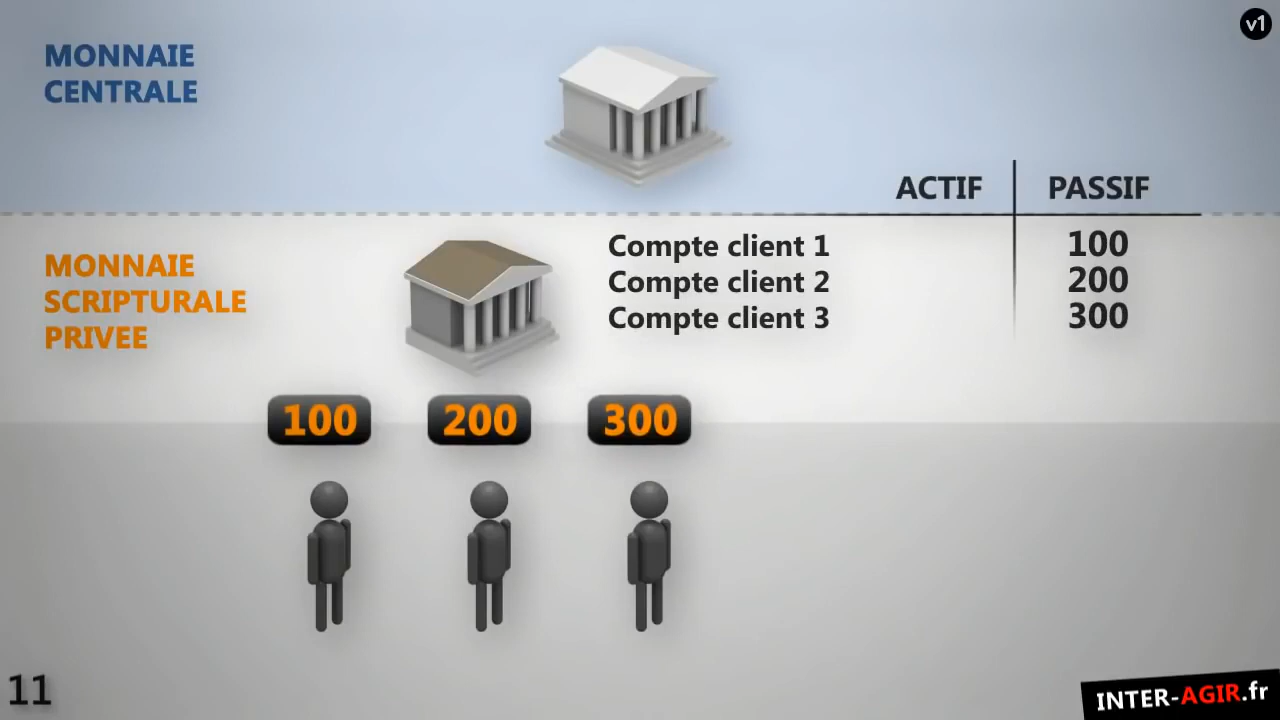 v1
MONNAIE
CENTRALE
ACTIF PASSIF
MONNAIE
SCRIPTURALE
PRIVEE
Compte client 1 100
Compte client 2 200
Compte client 3 300
100 200 300
11
INTER-AGIR.fr